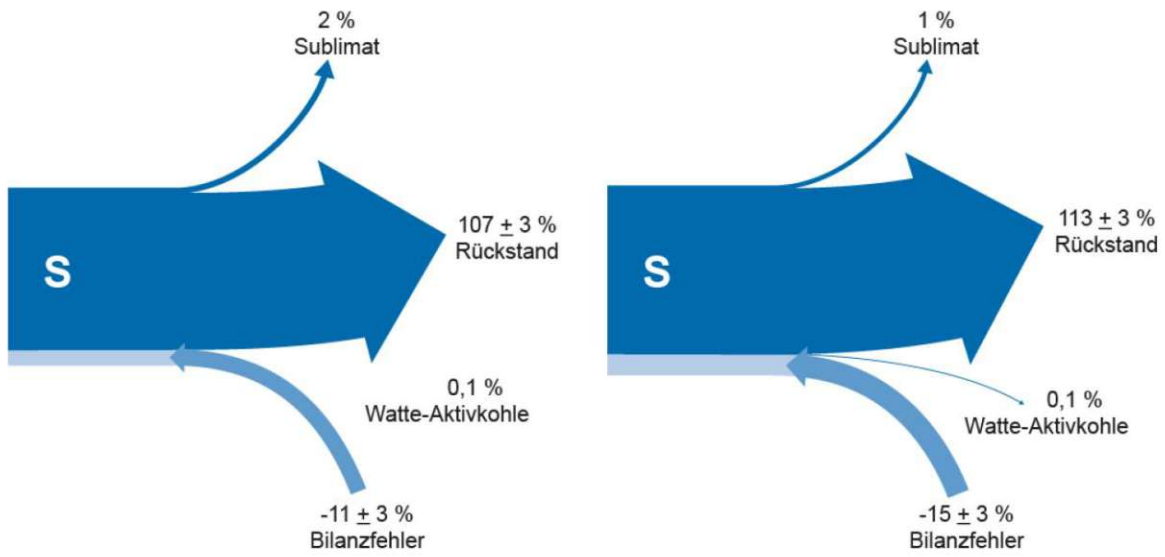 2 %
Sublimat
S
107 ± 3 %
Rückstand
0,1 %
Watte-Aktivkohle
-11 ± 3 %
Bilanzfehler
1 %
Sublimat
S
113 ± 3 %
Rückstand
0,1 %
Watte-Aktivkohle
-15 ± 3 %
Bilanzfehler